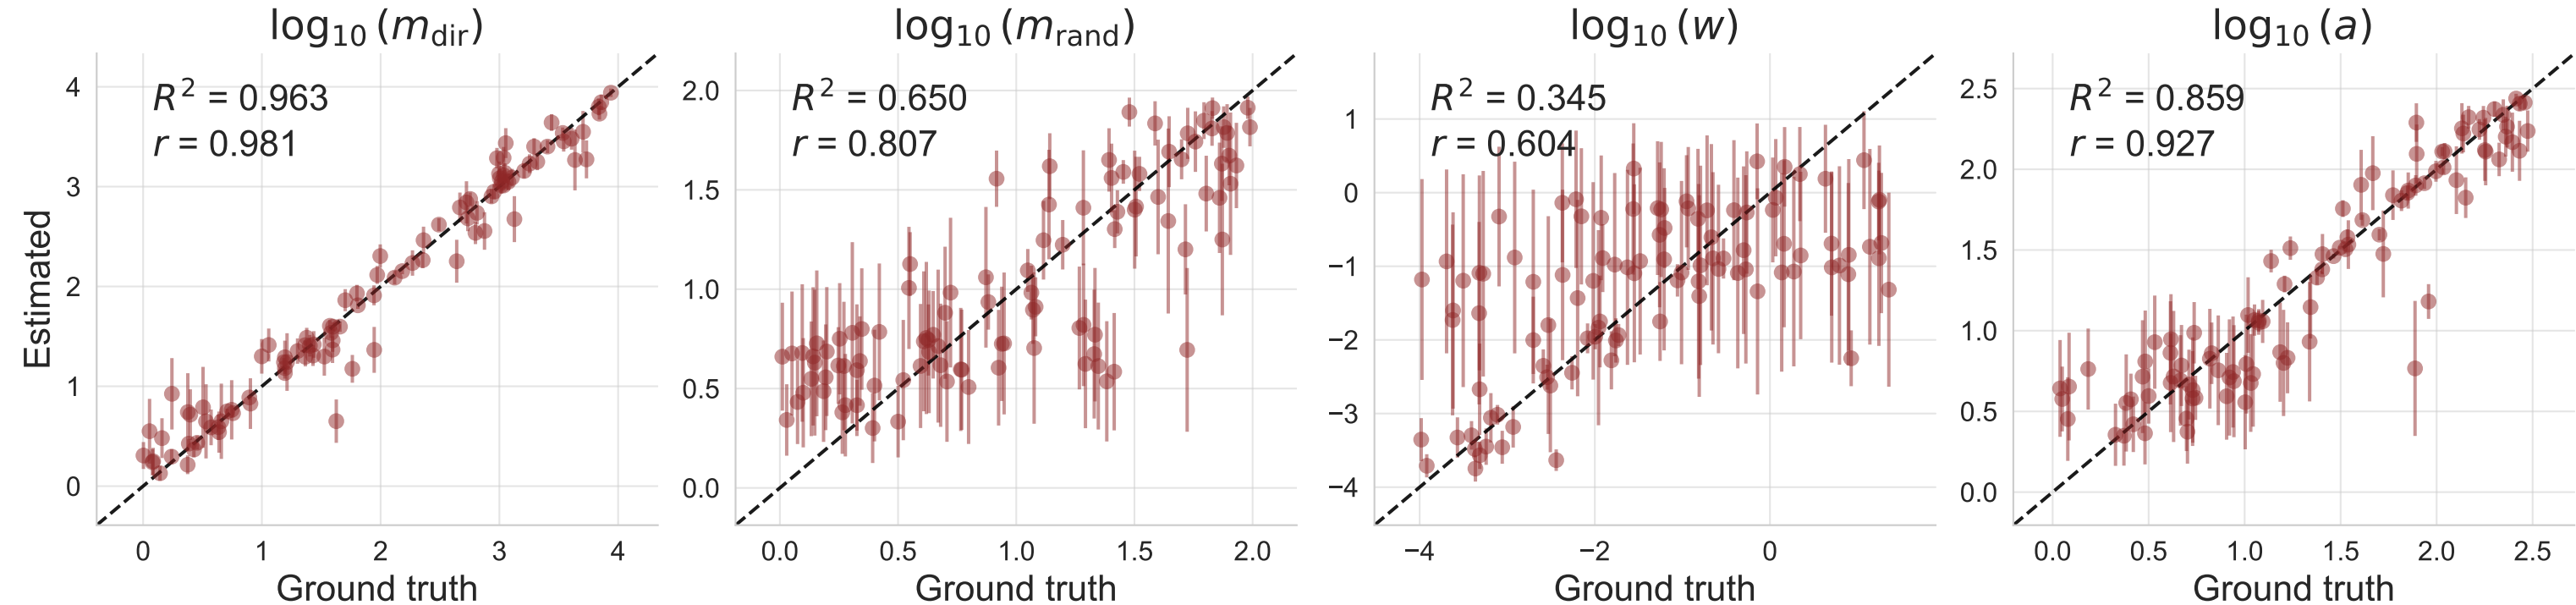 log₁₀ (m_dir)
R² = 0.963
r = 0.981
4
3
2
1
0
Estimated
0 1 2 3 4
Ground truth
log₁₀ (m_rand)
R² = 0.650
r = 0.807
2.0
1.5
1.0
0.5
0.0
0.0 0.5 1.0 1.5 2.0
Ground truth
log₁₀ (w)
R² = 0.345
r = 0.604
1
0
−1
−2
−3
−4
−4 −2 0
Ground truth
log₁₀ (a)
R² = 0.859
r = 0.927
2.5
2.0
1.5
1.0
0.5
0.0
0.0 0.5 1.0 1.5 2.0 2.5
Ground truth